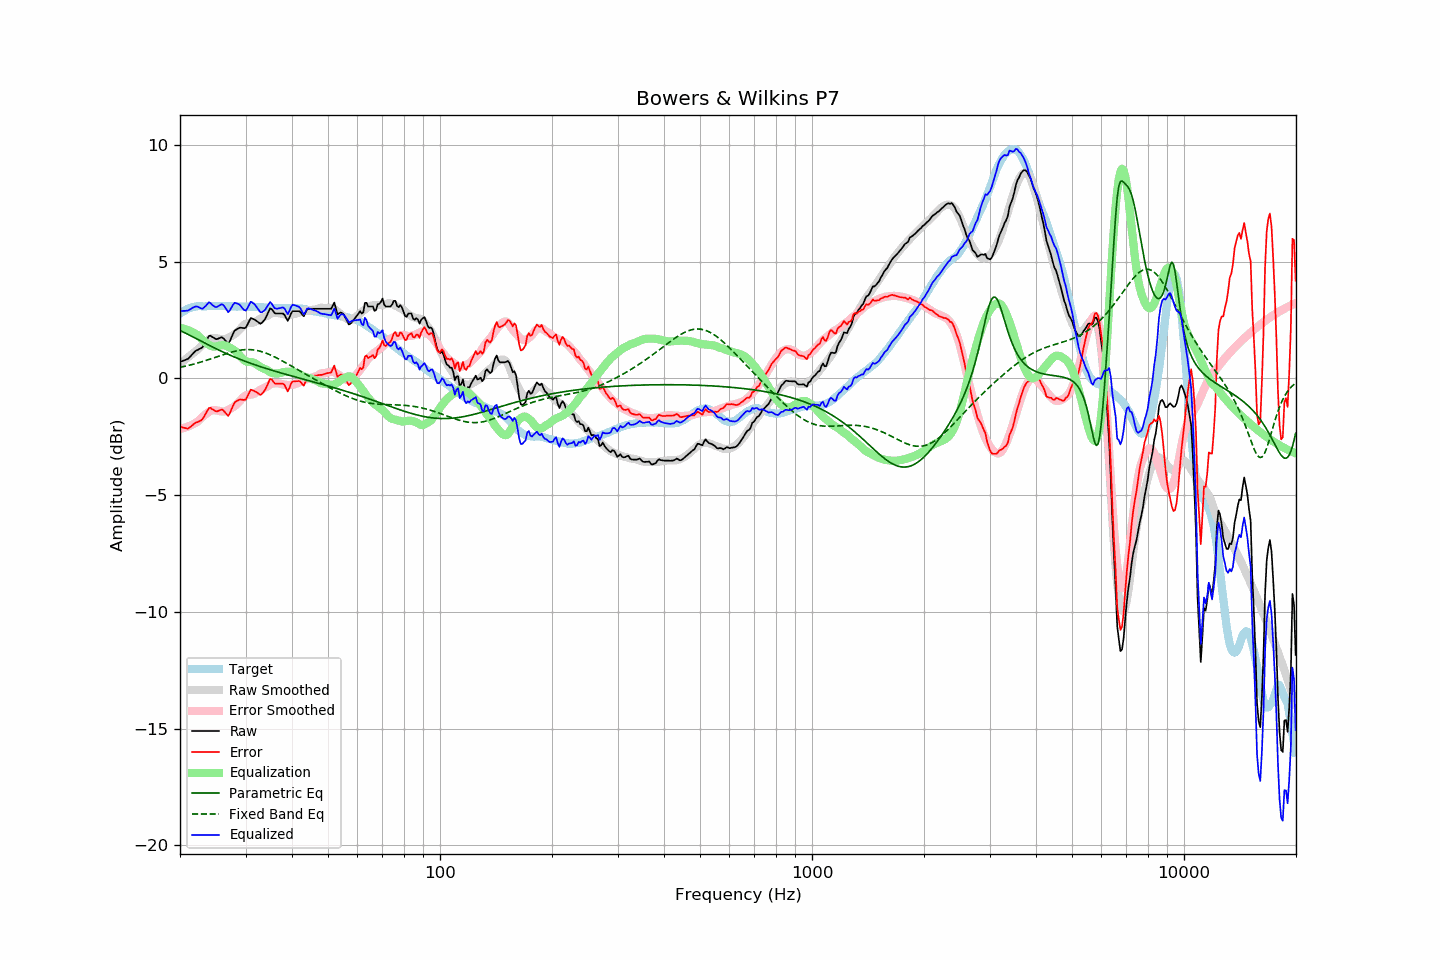 Bowers & Wilkins P7
10
5
0
−5
−10
−15
−20
Amplitude (dBr)
Target
Raw Smoothed
Error Smoothed
Raw
Error
Equalization
Parametric Eq
Fixed Band Eq
Equalized
100
1000
10000
Frequency (Hz)